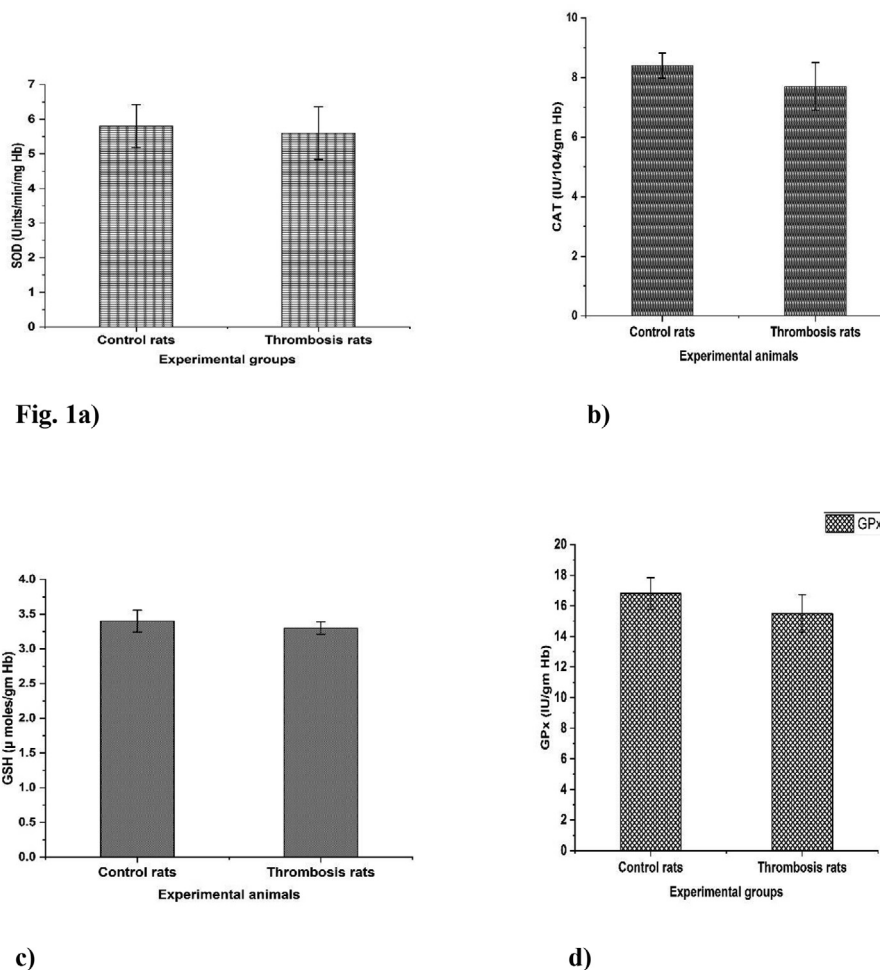 7
6
5
4
3
2
1
0
SOD (Units/min/mg Hb)
Control rats
Thrombosis rats
Experimental groups
Fig. 1a)
10
8
6
4
2
0
CAT (IU/104/gm Hb)
Control rats
Thrombosis rats
Experimental animals
b)
4.0
3.5
3.0
2.5
2.0
1.5
1.0
0.5
0.0
GSH (µ moles/gm Hb)
Control rats
Thrombosis rats
Experimental animals
c)
GPx
20
18
16
14
12
10
8
6
4
2
0
GPx (IU/gm Hb)
Control rats
Thrombosis rats
Experimental groups
d)